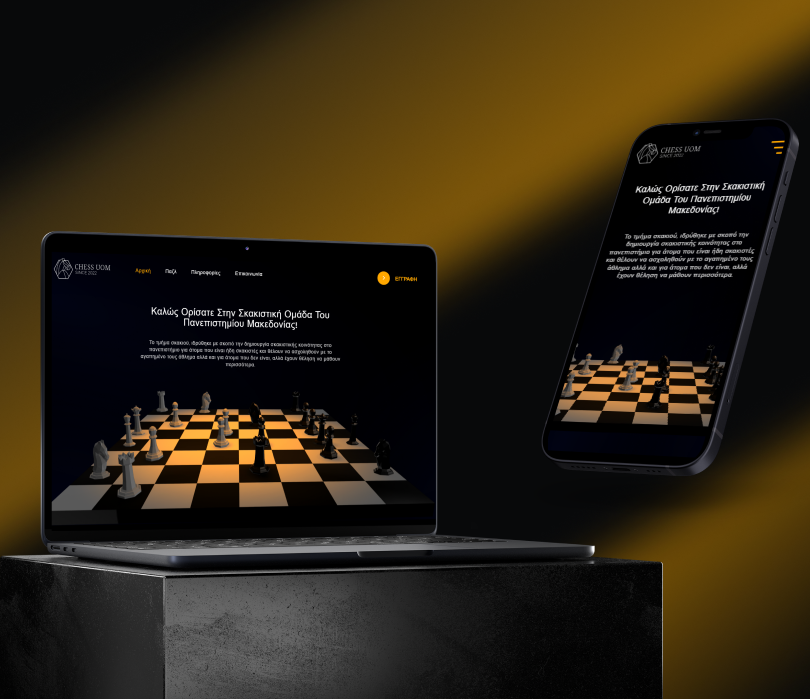 CHESS UOM
SINCE 2022
Αρχική Παζλ Πληροφορίες Επικοινωνία
ΕΓΓΡΑΦΗ
Καλώς Ορίσατε Στην Σκακιστική Ομάδα Του
Πανεπιστημίου Μακεδονίας!
Το τμήμα σκακιού, ιδρύθηκε με σκοπό την δημιουργία σκακιστικής κοινότητας στο
πανεπιστήμιο για άτομα που είναι ήδη σκακιστές και θέλουν να ασχοληθούν με το
αγαπημένο τους άθλημα αλλά και για άτομα που δεν είναι, αλλά έχουν θέληση να μάθουν
περισσότερα.
CHESS UOM
SINCE 2022
Καλώς Ορίσατε Στην Σκακιστική
Ομάδα Του Πανεπιστημίου
Μακεδονίας!
Το τμήμα σκακιού, ιδρύθηκε με σκοπό την
δημιουργία σκακιστικής κοινότητας στο
πανεπιστήμιο για άτομα που είναι ήδη σκακιστές
και θέλουν να ασχοληθούν με το αγαπημένο τους
άθλημα αλλά και για άτομα που δεν είναι, αλλά
έχουν θέληση να μάθουν περισσότερα.